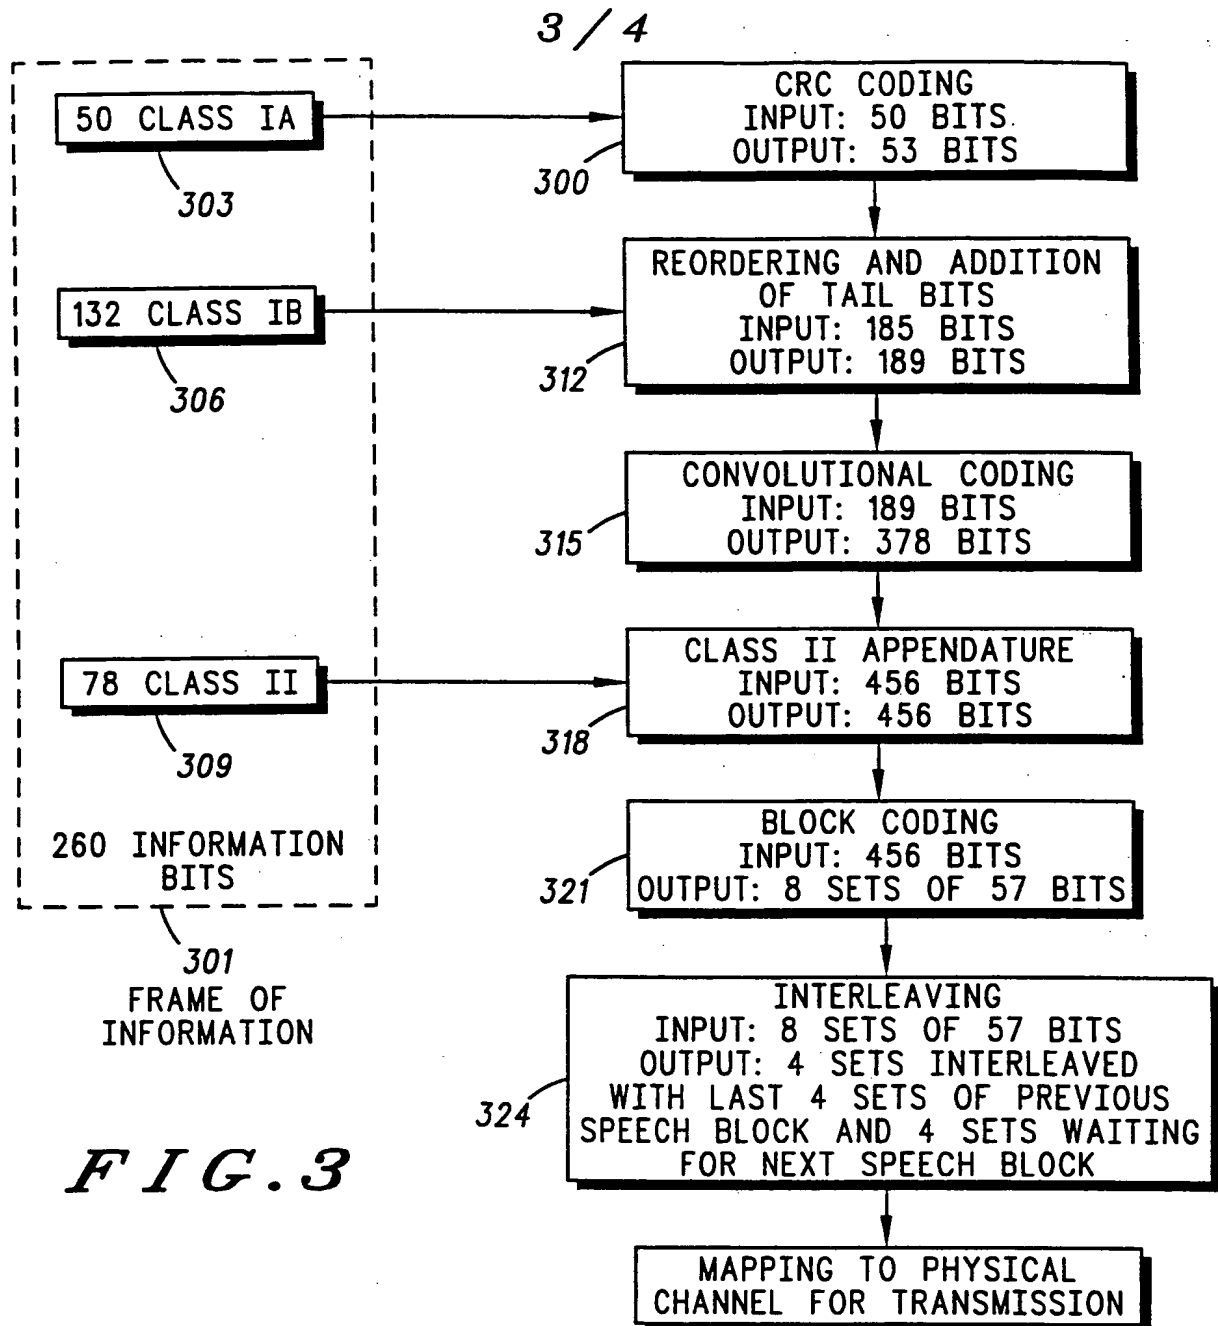 3/4
50 CLASS IA
303
132 CLASS IB
306
78 CLASS II
309
260 INFORMATION
BITS
301
FRAME OF
INFORMATION
CRC CODING
INPUT: 50 BITS
OUTPUT: 53 BITS
300
REORDERING AND ADDITION
OF TAIL BITS
INPUT: 185 BITS
OUTPUT: 189 BITS
312
CONVOLUTIONAL CODING
INPUT: 189 BITS
OUTPUT: 378 BITS
315
CLASS II APPENDATURE
INPUT: 456 BITS
OUTPUT: 456 BITS
318
BLOCK CODING
INPUT: 456 BITS
OUTPUT: 8 SETS OF 57 BITS
321
INTERLEAVING
INPUT: 8 SETS OF 57 BITS
OUTPUT: 4 SETS INTERLEAVED
WITH LAST 4 SETS OF PREVIOUS
SPEECH BLOCK AND 4 SETS WAITING
FOR NEXT SPEECH BLOCK
324
MAPPING TO PHYSICAL
CHANNEL FOR TRANSMISSION
FIG.3